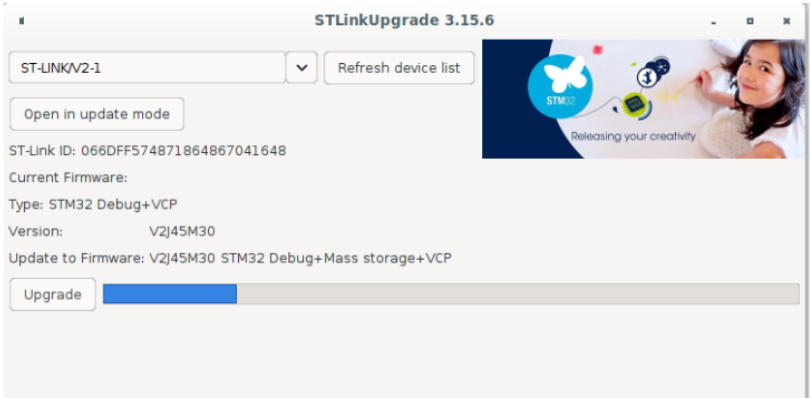 STLinkUpgrade 3.15.6
ST-LINK/V2-1
Refresh device list
Open in update mode
STM32
Releasing your creativity
ST-Link ID: 066DFF574871864867041648
Current Firmware:
Type: STM32 Debug+VCP
Version: V2J45M30
Update to Firmware: V2J45M30 STM32 Debug+Mass storage+VCP
Upgrade